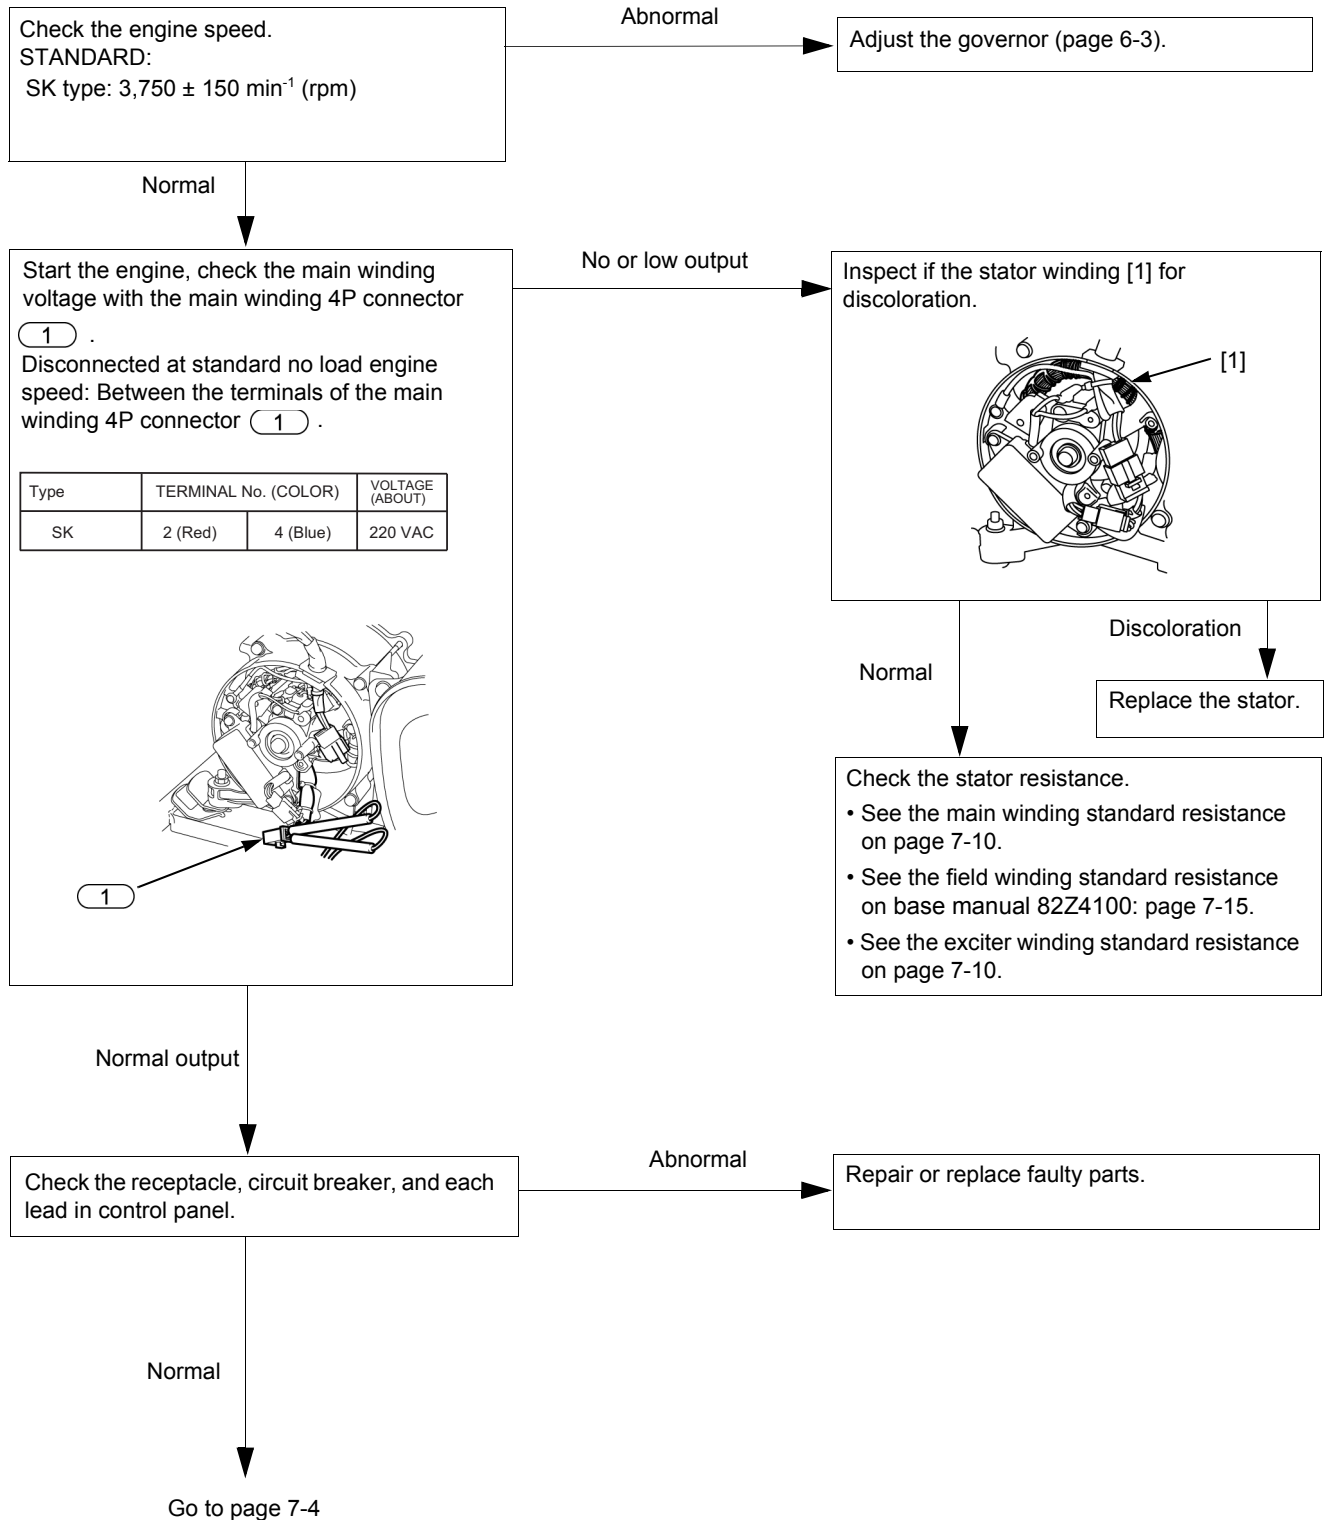 Check the engine speed.
STANDARD:
SK type: 3,750 ± 150 min⁻¹ (rpm)
Abnormal
Adjust the governor (page 6-3).
Normal
Start the engine, check the main winding
voltage with the main winding 4P connector
1 .
Disconnected at standard no load engine
speed: Between the terminals of the main
winding 4P connector 1 .
Type TERMINAL No. (COLOR) VOLTAGE
(ABOUT)
SK 2 (Red) 4 (Blue) 220 VAC
1
No or low output
Inspect if the stator winding [1] for
discoloration.
[1]
Discoloration
Normal
Replace the stator.
Check the stator resistance.
• See the main winding standard resistance
on page 7-10.
• See the field winding standard resistance
on base manual 82Z4100: page 7-15.
• See the exciter winding standard resistance
on page 7-10.
Normal output
Check the receptacle, circuit breaker, and each
lead in control panel.
Abnormal
Repair or replace faulty parts.
Normal
Go to page 7-4